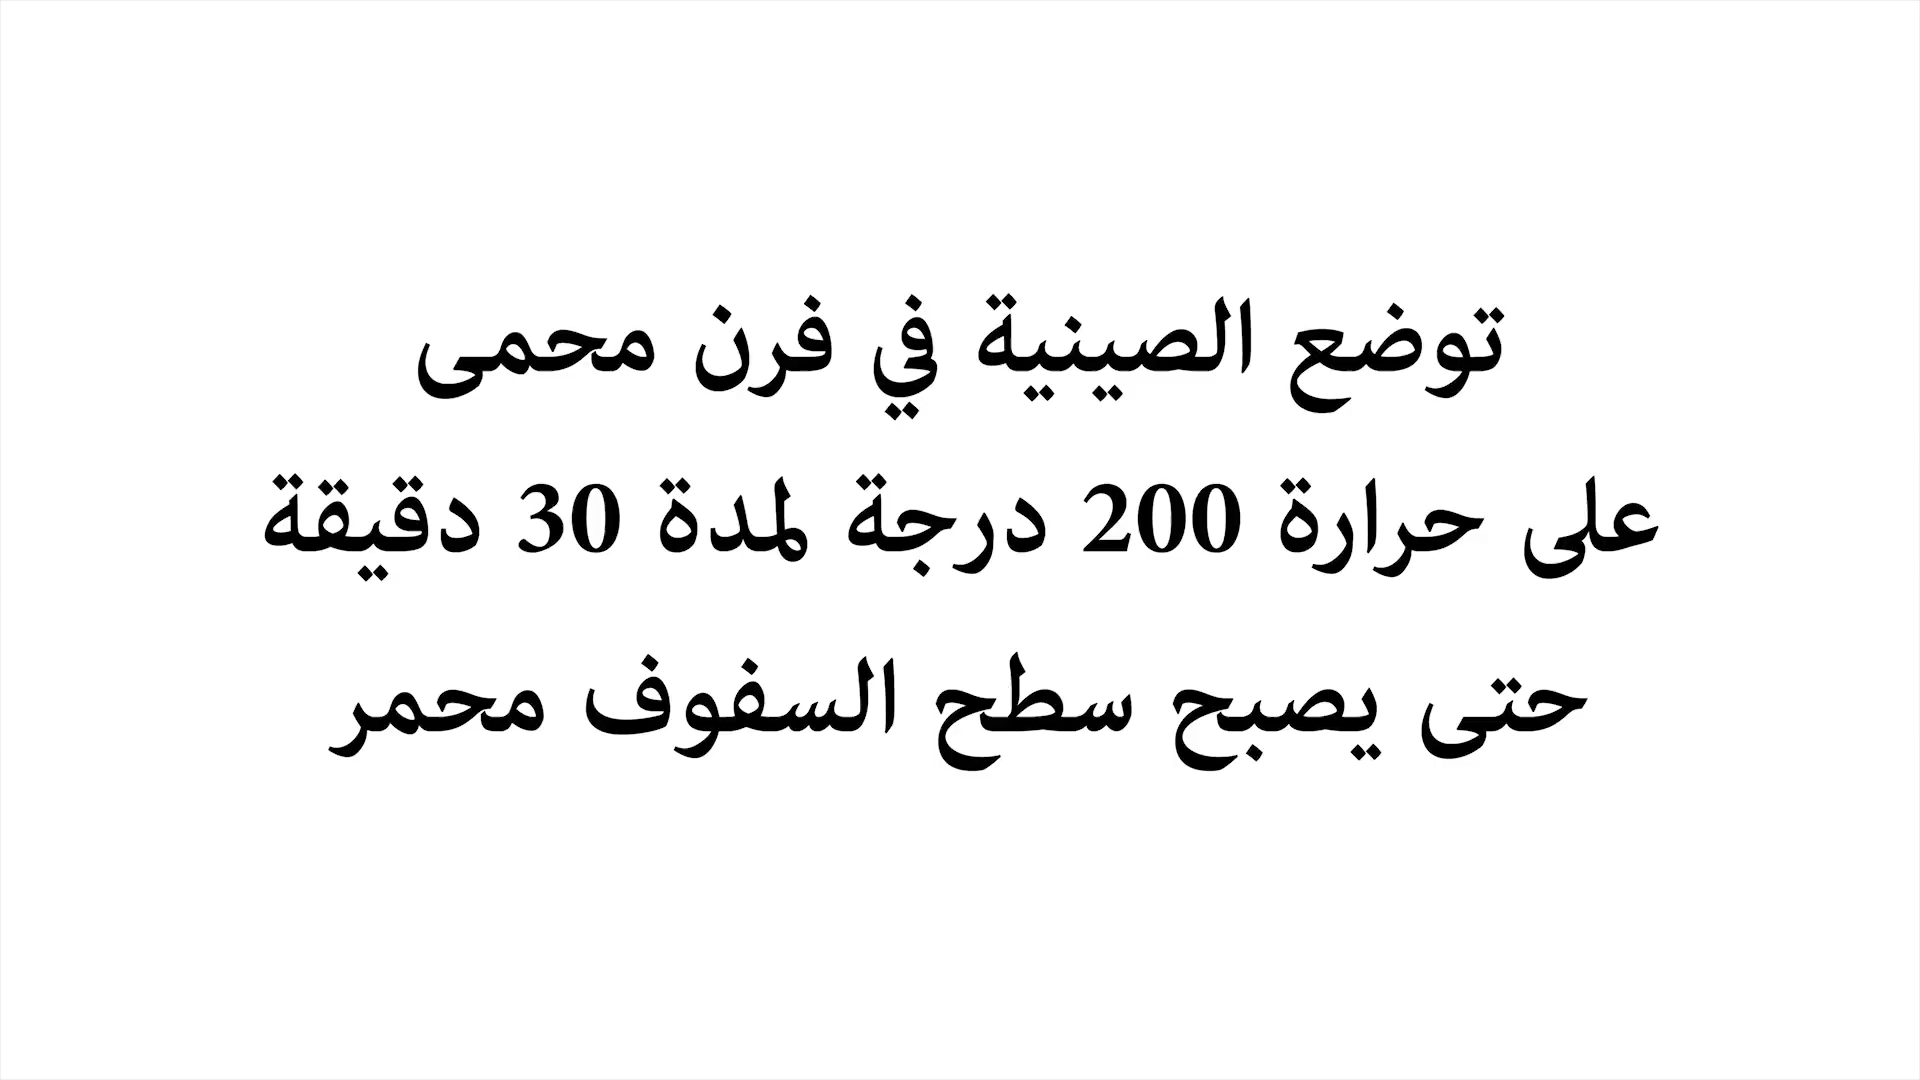 توضع الصينية في فرن محمى
على حرارة 200 درجة لمدة 30 دقيقة
حتى يصبح سطح السفوف محمر